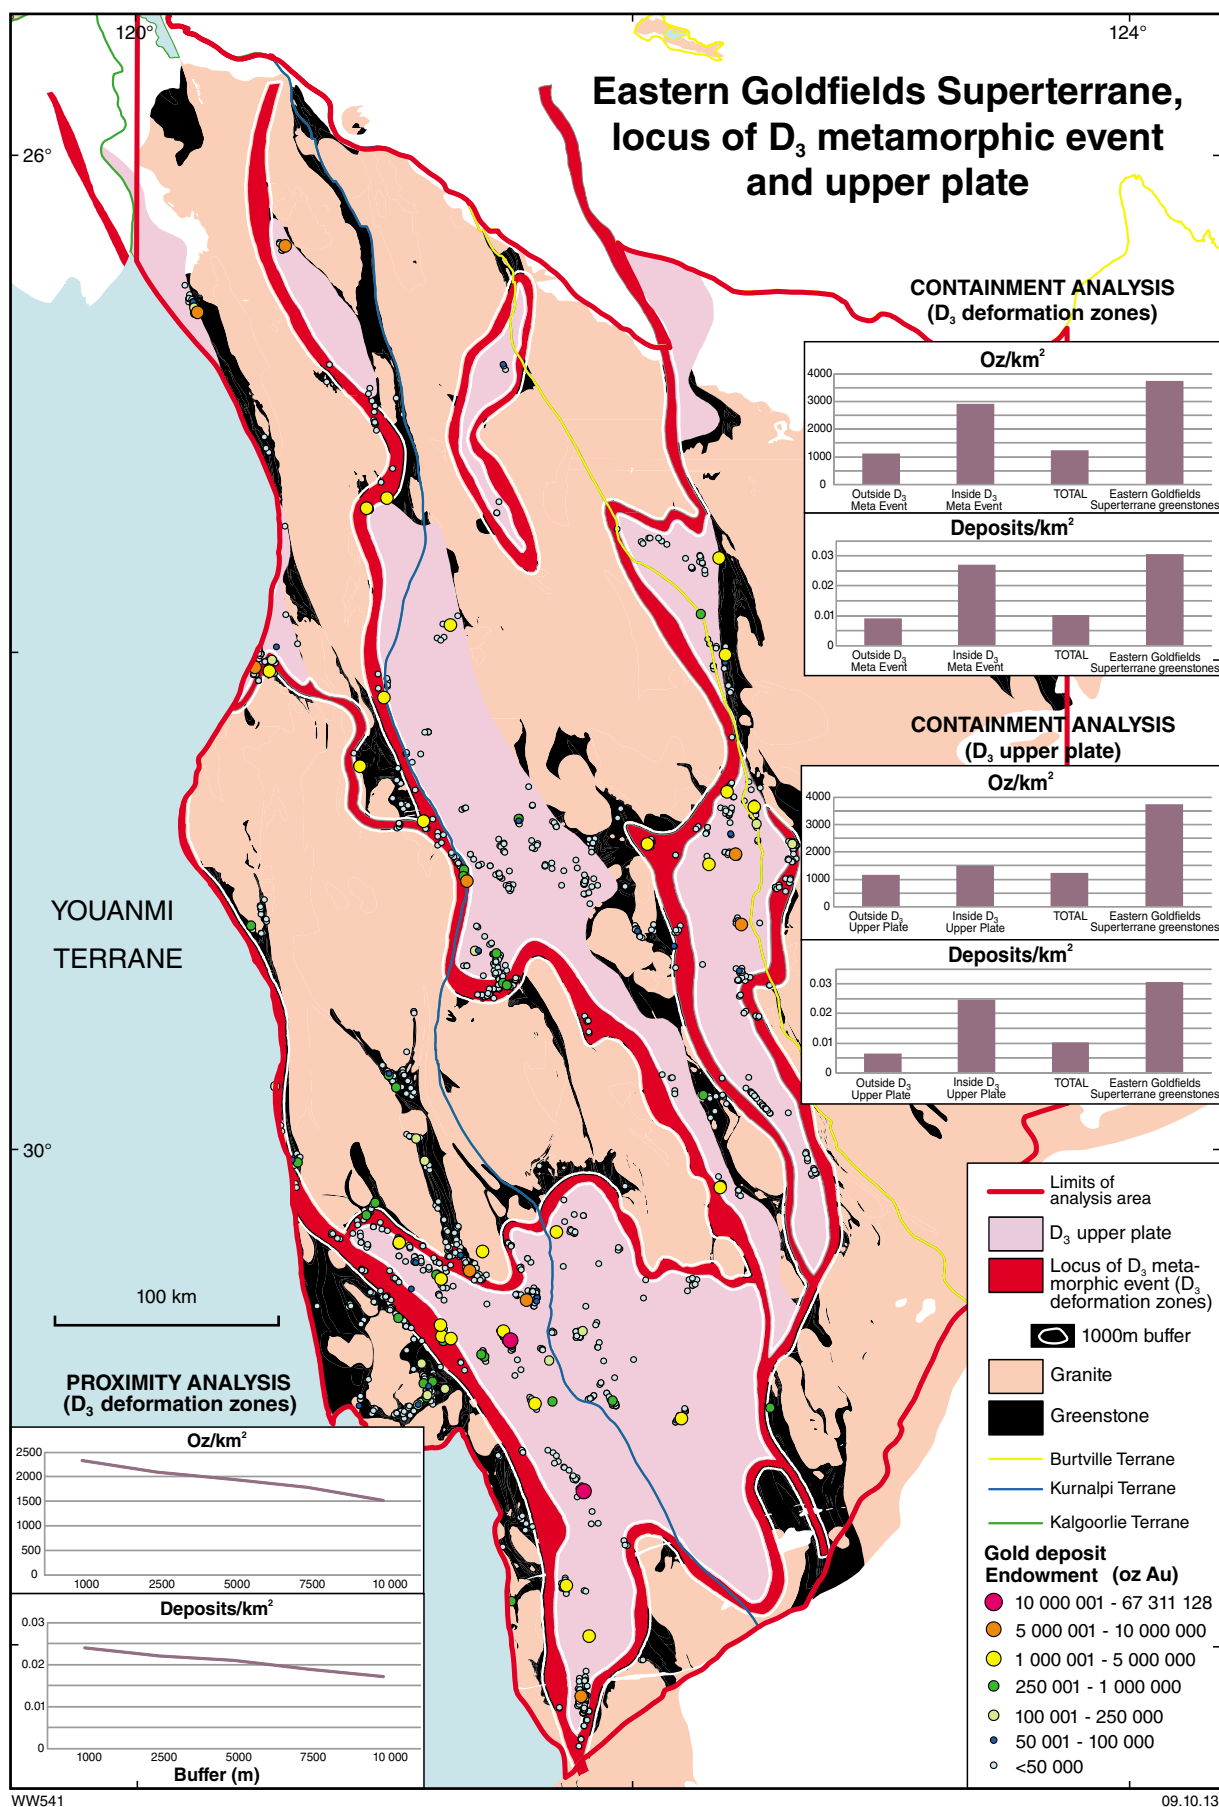 120°
124°
Eastern Goldfields Superterrane,
locus of D₃ metamorphic event
and upper plate
26°
30°
YOUANMI
TERRANE
100 km
CONTAINMENT ANALYSIS
(D₃ deformation zones)
Oz/km²
4000
3000
2000
1000
0
Outside D₃
Meta Event
Inside D₃
Meta Event
TOTAL
Eastern Goldfields
Superterrane greenstones
Deposits/km²
0.03
0.02
0.01
0
Outside D₃
Meta Event
Inside D₃
Meta Event
TOTAL
Eastern Goldfields
Superterrane greenstones
CONTAINMENT ANALYSIS
(D₃ upper plate)
Oz/km²
4000
3000
2000
1000
0
Outside D₃
Upper Plate
Inside D₃
Upper Plate
TOTAL
Eastern Goldfields
Superterrane greenstones
Deposits/km²
0.03
0.02
0.01
0
Outside D₃
Upper Plate
Inside D₃
Upper Plate
TOTAL
Eastern Goldfields
Superterrane greenstones
PROXIMITY ANALYSIS
(D₃ deformation zones)
Oz/km²
2500
2000
1500
1000
500
0
1000 2500 5000 7500 10 000
Deposits/km²
0.03
0.02
0.01
0
1000 2500 5000 7500 10 000
Buffer (m)
Limits of
analysis area
D₃ upper plate
Locus of D₃ meta-
morphic event (D₃
deformation zones)
1000m buffer
Granite
Greenstone
Burtville Terrane
Kurnalpi Terrane
Kalgoorlie Terrane
Gold deposit
Endowment (oz Au)
10 000 001 - 67 311 128
5 000 001 - 10 000 000
1 000 001 - 5 000 000
250 001 - 1 000 000
100 001 - 250 000
50 001 - 100 000
<50 000
WW541
09.10.13